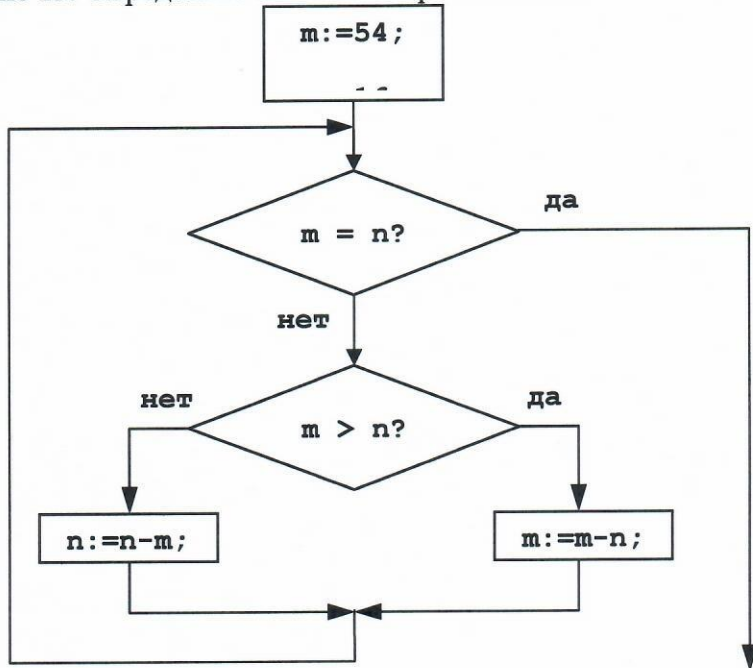 m:=54;
m = n?
да
нет
m > n?
нет
да
n:=n-m;
m:=m-n;